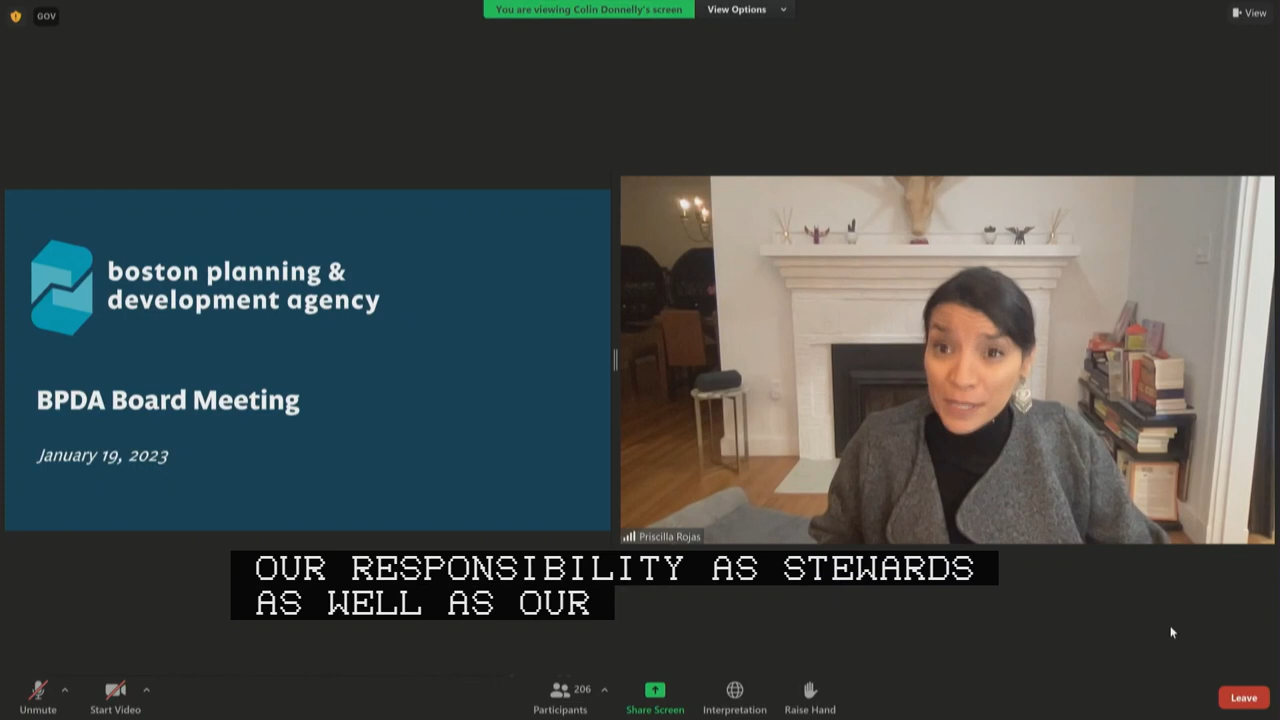 GOV
You are viewing Colin Donnelly's screen
View Options
View
boston planning &
development agency
BPDA Board Meeting
January 19, 2023
Priscilla Rojas
OUR RESPONSIBILITY AS STEWARDS
AS WELL AS OUR
Unmute
Start Video
206
Participants
Share Screen
Interpretation
Raise Hand
Leave